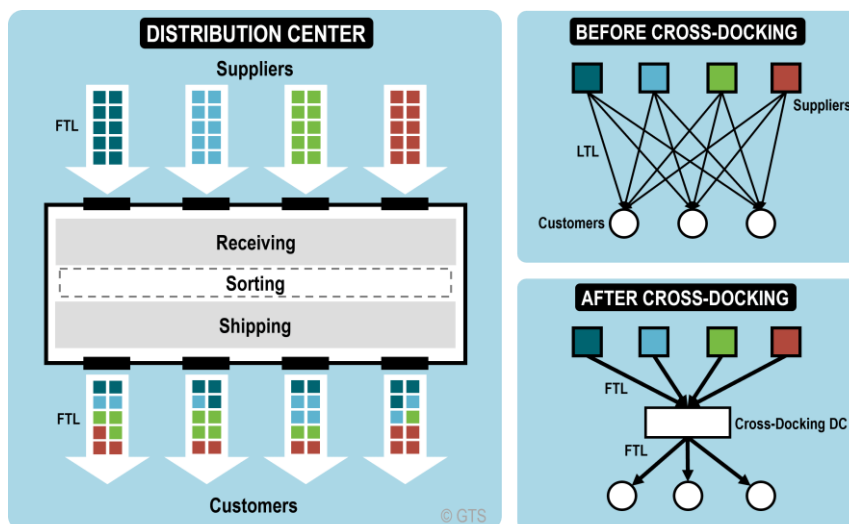 DISTRIBUTION CENTER
Suppliers
FTL
Receiving
Sorting
Shipping
FTL
Customers
© GTS
BEFORE CROSS-DOCKING
Suppliers
LTL
Customers
AFTER CROSS-DOCKING
FTL
Cross-Docking DC
FTL